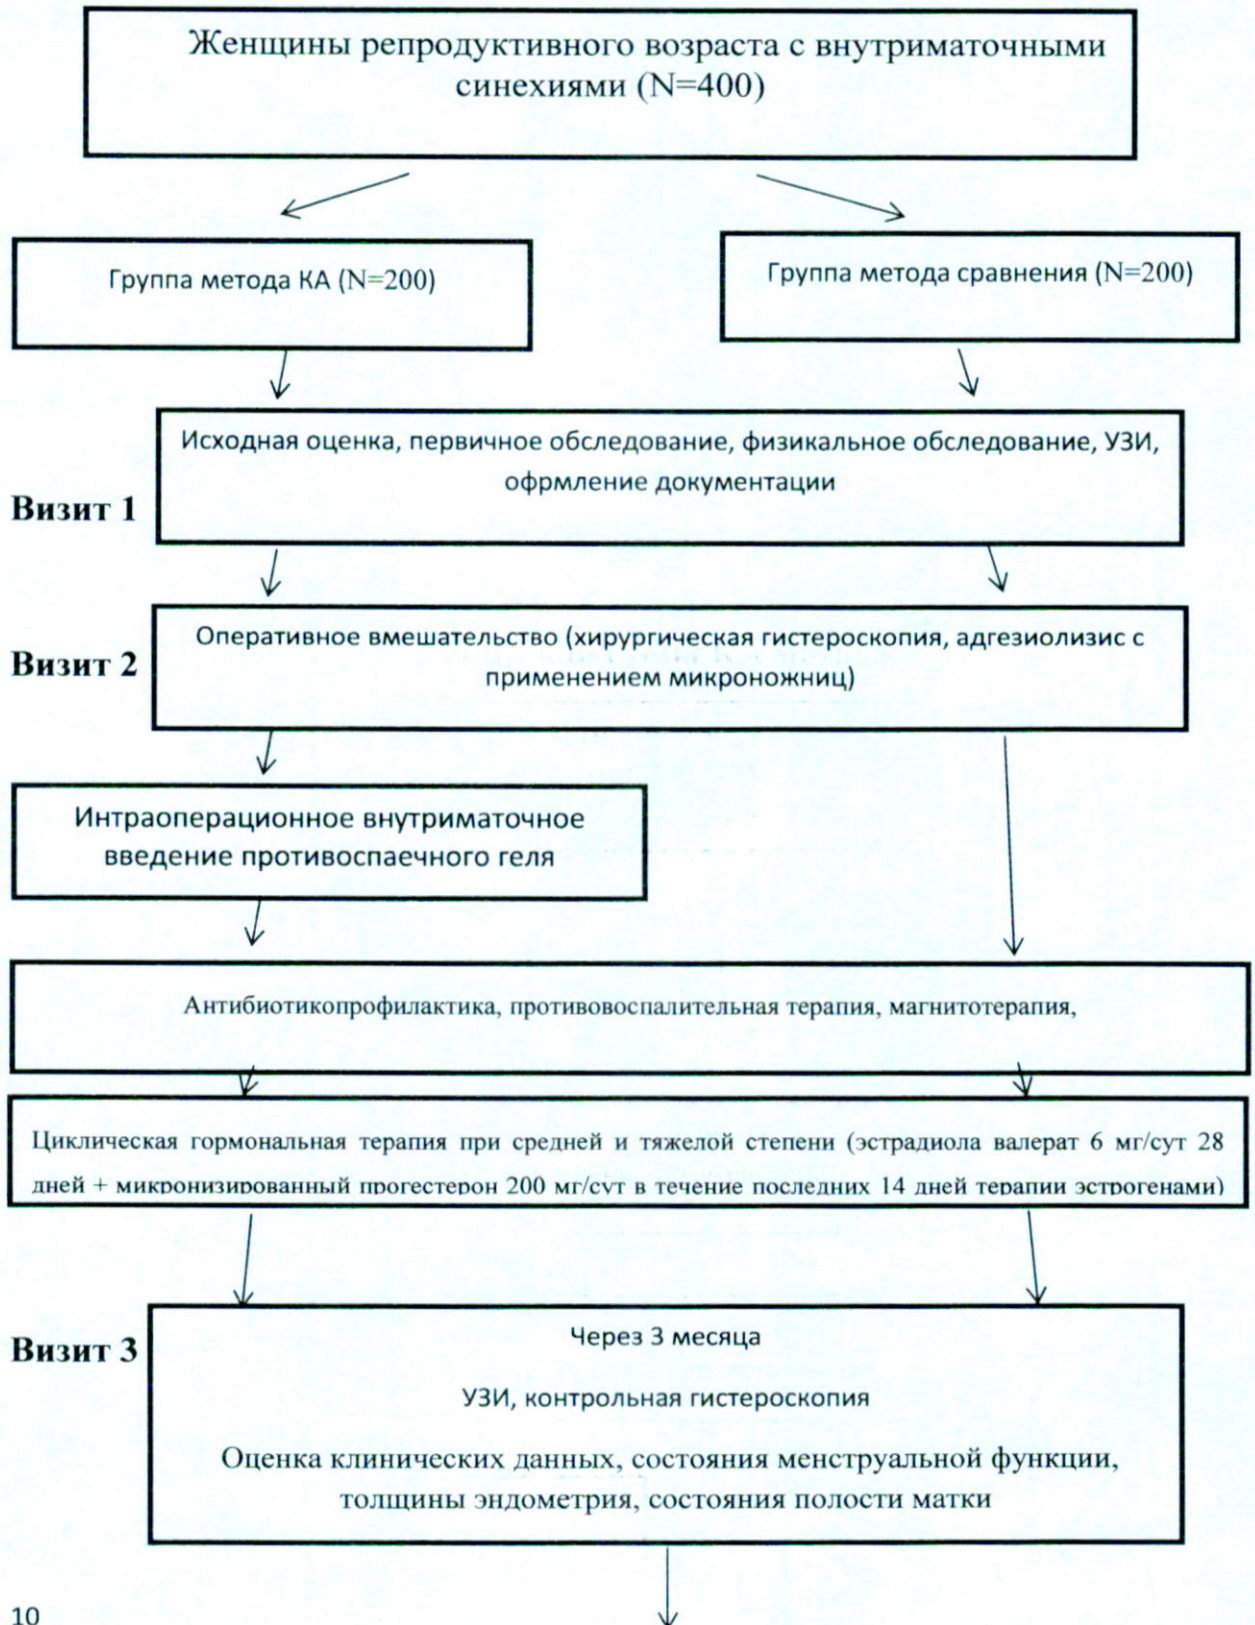 Женщины репродуктивного возраста с внутриматочными
синехиями (N=400)
Группа метода КА (N=200)
Группа метода сравнения (N=200)
Исходная оценка, первичное обследование, физикальное обследование, УЗИ,
офрмление документации
Визит 1
Оперативное вмешательство (хирургическая гистероскопия, адгезиолизис с
применением микроножниц)
Визит 2
Интраоперационное внутриматочное
введение противоспаечного геля
Антибиотикопрофилактика, противовоспалительная терапия, магнитотерапия,
Циклическая гормональная терапия при средней и тяжелой степени (эстрадиола валерат 6 мг/сут 28
дней + микронизированный прогестерон 200 мг/сут в течение последних 14 дней терапии эстрогенами)
Визит 3
Через 3 месяца
УЗИ, контрольная гистероскопия
Оценка клинических данных, состояния менструальной функции,
толщины эндометрия, состояния полости матки
10